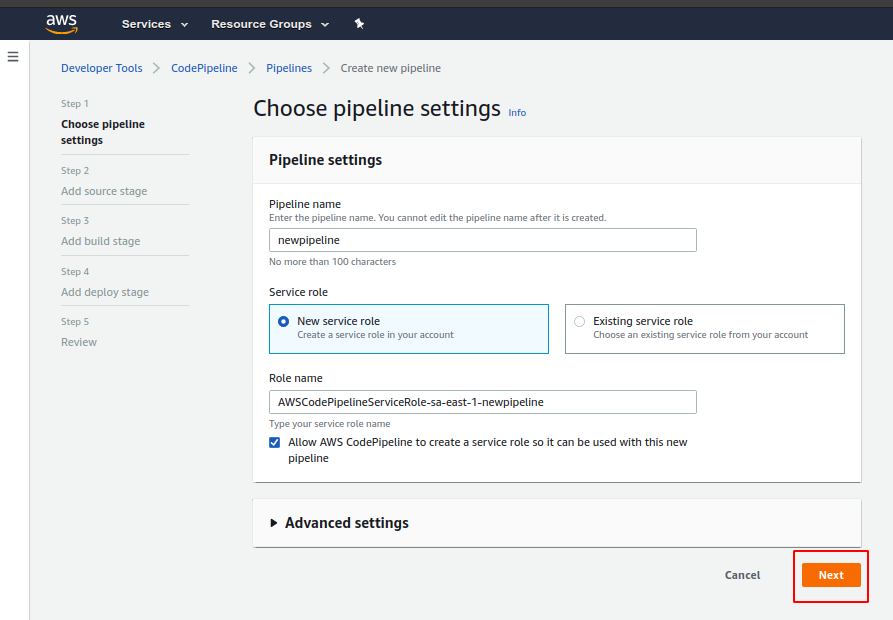 aws Services Resource Groups
Developer Tools CodePipeline Pipelines Create new pipeline
Step 1
Choose pipeline
settings
Step 2
Add source stage
Step 3
Add build stage
Step 4
Add deploy stage
Step 5
Review
Choose pipeline settings Info
Pipeline settings
Pipeline name
Enter the pipeline name. You cannot edit the pipeline name after it is created.
newpipeline
No more than 100 characters
Service role
New service role
Create a service role in your account
Existing service role
Choose an existing service role from your account
Role name
AWSCodePipelineServiceRole-sa-east-1-newpipeline
Type your service role name
Allow AWS CodePipeline to create a service role so it can be used with this new
pipeline
Advanced settings
Cancel Next